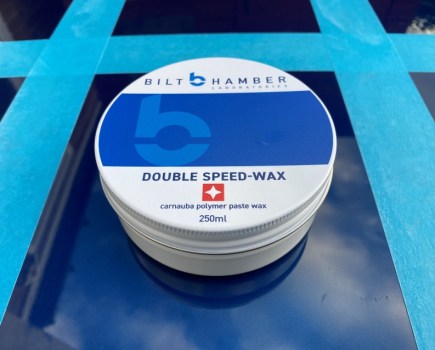 BILT HAMBER
LABORATORIES
DOUBLE SPEED-WAX
carnauba polymer paste wax
250ml